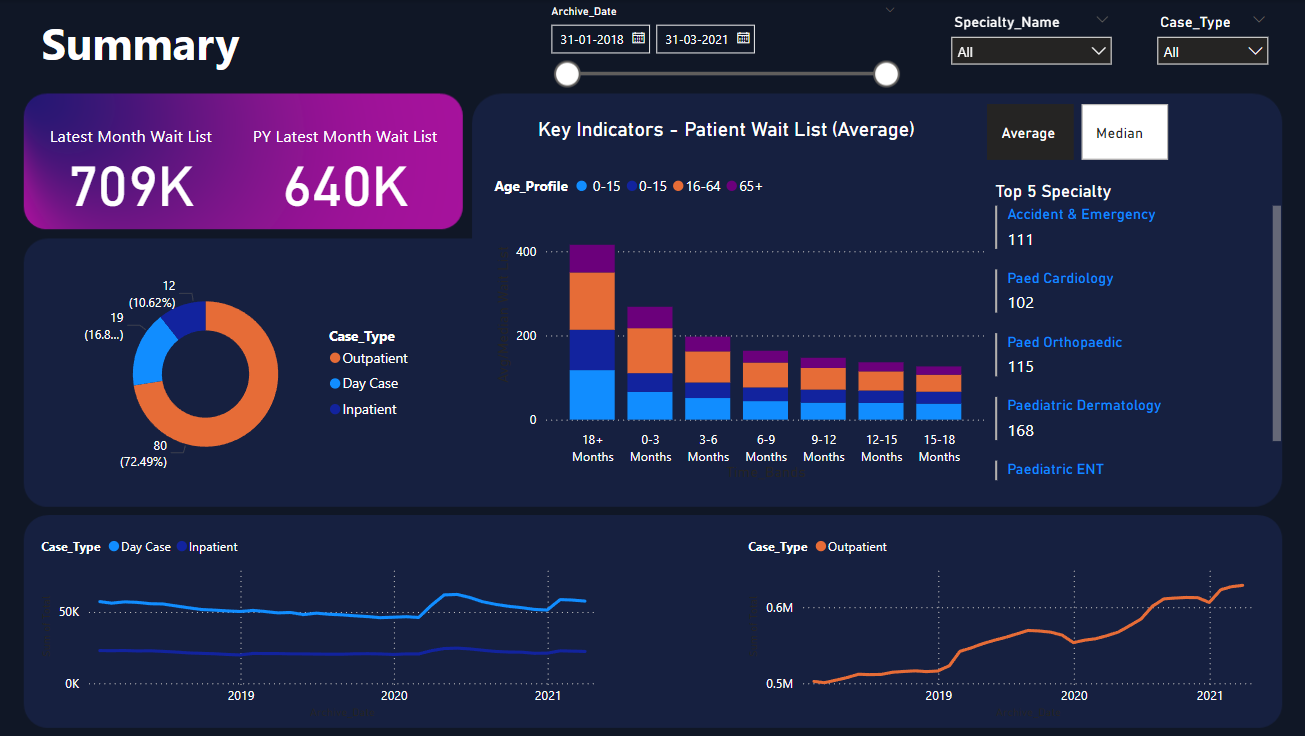 Summary
Archive_Date
31-01-2018
31-03-2021
Specialty_Name
All
Case_Type
All
Latest Month Wait List
709K
PY Latest Month Wait List
640K
Key Indicators - Patient Wait List (Average)
Average
Median
Age_Profile 0-15 0-15 16-64 65+
400
200
0
18+ Months
0-3 Months
3-6 Months
6-9 Months
9-12 Months
12-15 Months
15-18 Months
Top 5 Specialty
Accident & Emergency
111
Paed Cardiology
102
Paed Orthopaedic
115
Paediatric Dermatology
168
Paediatric ENT
12
(10.62%)
19
(16.8...)
80
(72.49%)
Case_Type
Outpatient
Day Case
Inpatient
Case_Type Day Case Inpatient
50K
0K
2019 2020 2021
Case_Type Outpatient
0.6M
0.5M
2019 2020 2021